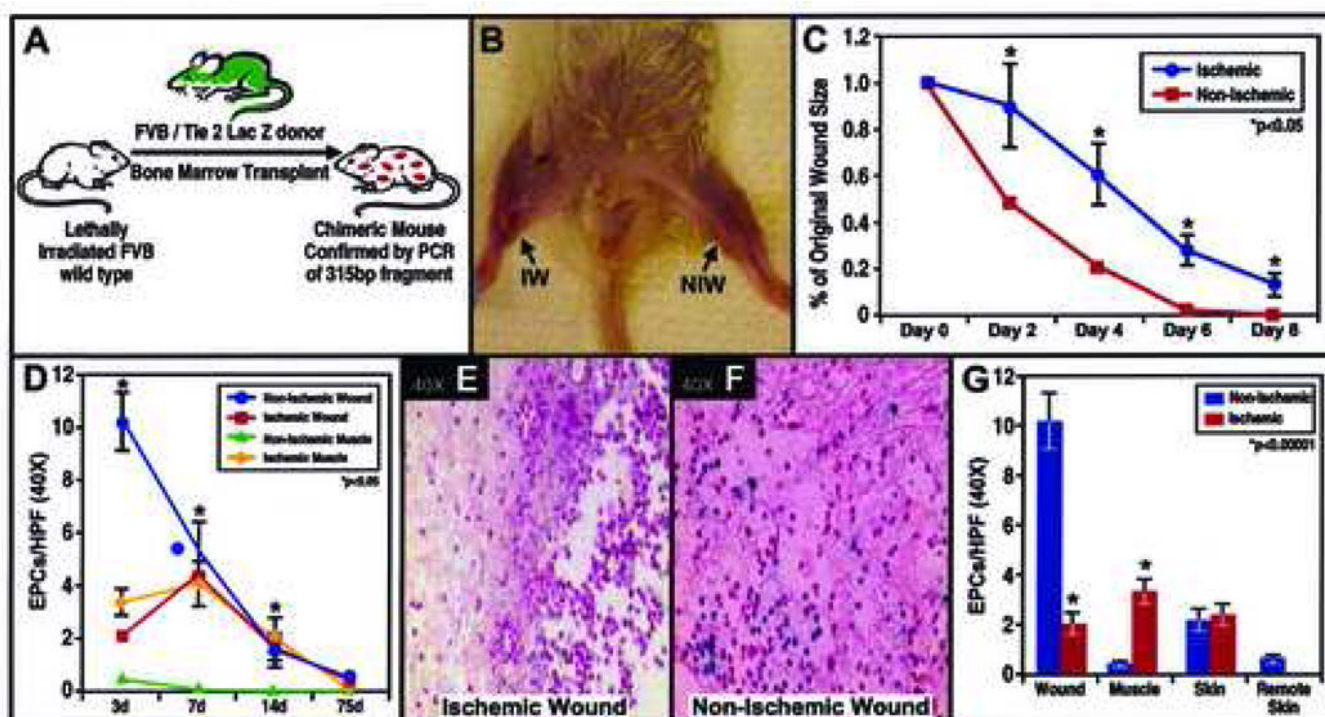 A
FVB / Tie 2 Lac Z donor
Bone Marrow Transplant
Lethally
Irradiated FVB
wild type
Chimeric Mouse
Confirmed by PCR
of 315bp fragment
B
IW
NIW
C
% of Original Wound Size
1.2
1.0
0.8
0.6
0.4
0.2
0
* * * *
Ischemic
Non-Ischemic
*p<0.05
Day 0 Day 2 Day 4 Day 6 Day 8
D
EPCs/HPF (40X)
12
10
8
6
4
2
0
* * *
Non-Ischemic Wound
Ischemic Wound
Non-Ischemic Muscle
Ischemic Muscle
*p<0.05
3d 7d 14d 75d
40X E
Ischemic Wound
40X F
Non-Ischemic Wound
G
EPCs/HPF (40X)
12
10
8
6
4
2
0
* *
Non-Ischemic
Ischemic
*p<0.00001
Wound Muscle Skin Remote
Skin